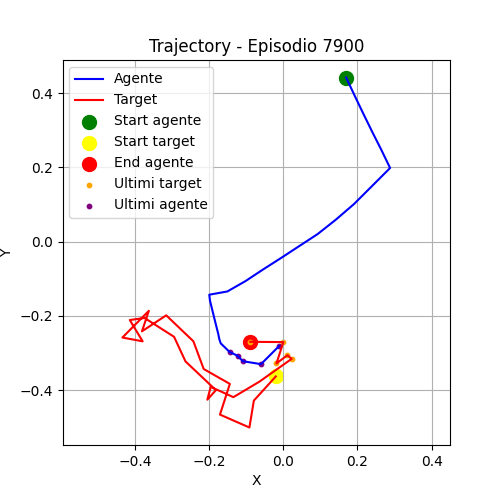 Trajectory - Episodio 7900
Agente
Target
Start agente
Start target
End agente
Ultimi target
Ultimi agente
Y
0.4
0.2
0.0
−0.2
−0.4
−0.4
−0.2
0.0
0.2
0.4
X